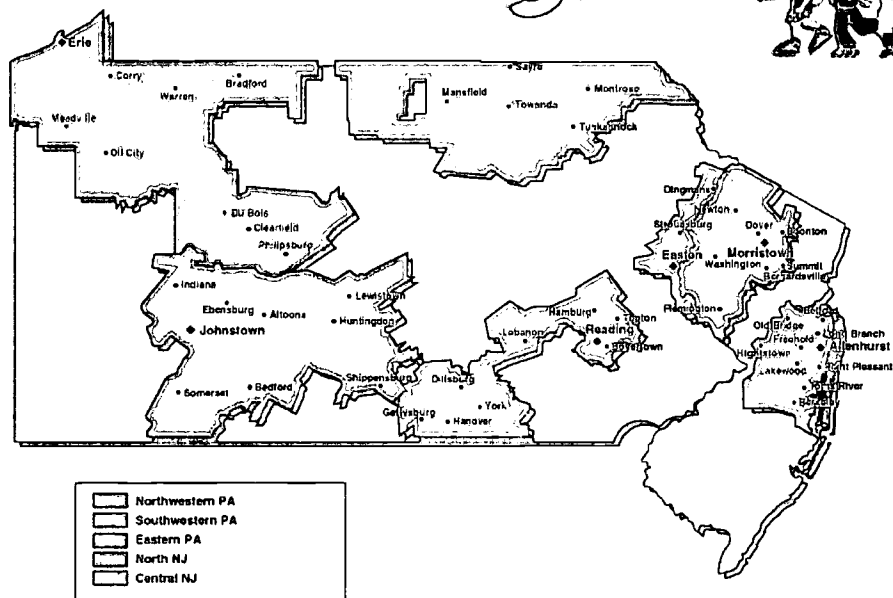 Erie
Corry
Warren
Bradford
Sayre
Mansfield
Montrose
Towanda
Meadville
Tunkhannock
Oil City
Dingmans
Newton
Du Bois
Stroudsburg
Dover
Boonton
Clearfield
Morristown
Philipsburg
Easton
Washington
Summit
Bernardsville
Indiana
Lewistown
Ebensburg
Altoona
Huntingdon
Hamburg
Flemington
Johnstown
Topton
Old Bridge
Long Branch
Reading
Freehold
Allenhurst
Lebanon
Boyertown
Hightstown
Point Pleasant
Lakewood
Shippensburg
Dillsburg
Toms River
Somerset
Bedford
Berkeley
Gettysburg
York
Hanover
Northwestern PA
Southwestern PA
Eastern PA
North NJ
Central NJ